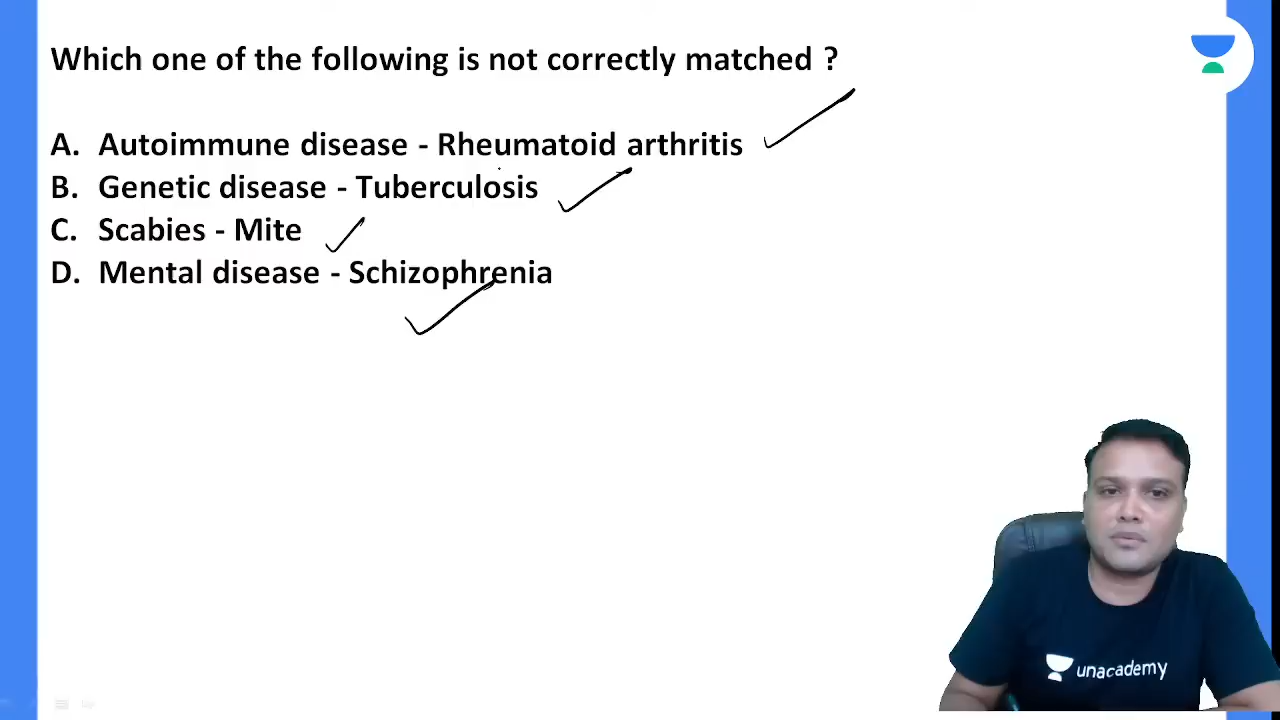 Which one of the following is not correctly matched ?
A. Autoimmune disease - Rheumatoid arthritis
B. Genetic disease - Tuberculosis
C. Scabies - Mite
D. Mental disease - Schizophrenia
unacademy